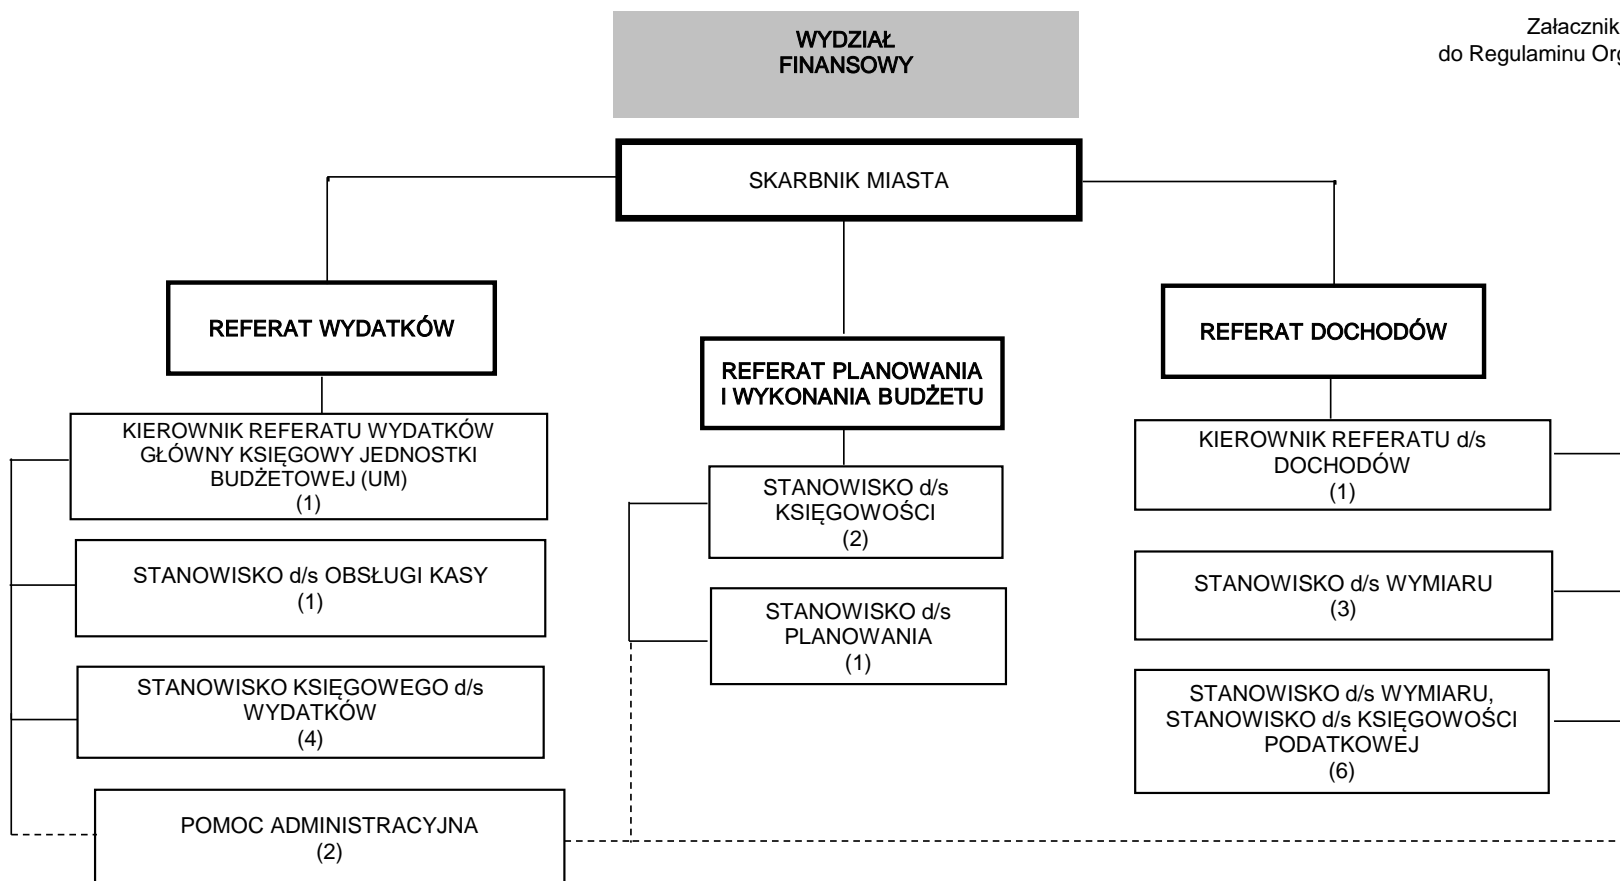 Załacznik
do Regulaminu Org
WYDZIAŁ
FINANSOWY
SKARBNIK MIASTA
REFERAT WYDATKÓW
KIEROWNIK REFERATU WYDATKÓW
GŁÓWNY KSIĘGOWY JEDNOSTKI
BUDŻETOWEJ (UM)
(1)
STANOWISKO d/s OBSŁUGI KASY
(1)
STANOWISKO KSIĘGOWEGO d/s
WYDATKÓW
(4)
POMOC ADMINISTRACYJNA
(2)
REFERAT PLANOWANIA
I WYKONANIA BUDŻETU
STANOWISKO d/s
KSIĘGOWOŚCI
(2)
STANOWISKO d/s
PLANOWANIA
(1)
REFERAT DOCHODÓW
KIEROWNIK REFERATU d/s
DOCHODÓW
(1)
STANOWISKO d/s WYMIARU
(3)
STANOWISKO d/s WYMIARU,
STANOWISKO d/s KSIĘGOWOŚCI
PODATKOWEJ
(6)